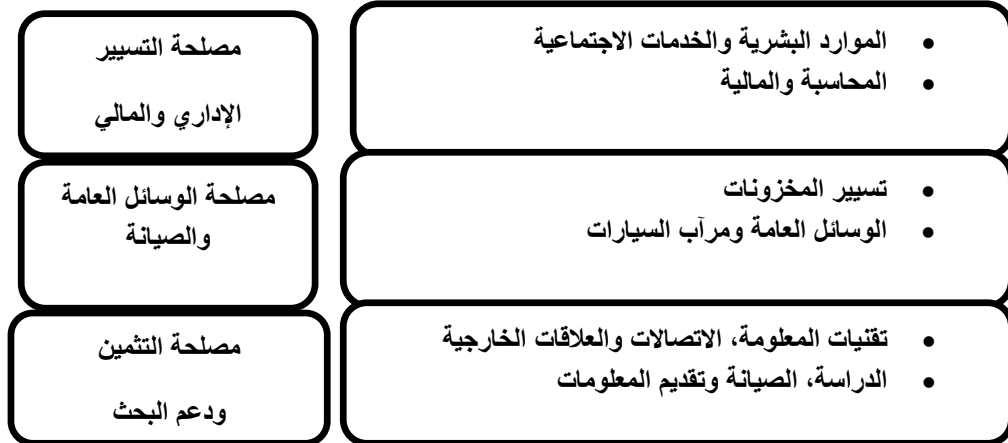 • الموارد البشرية والخدمات الاجتماعية
• المحاسبة والمالية
مصلحة التسيير
الإداري والمالي
• تسيير المخزونات
• الوسائل العامة ومرآب السيارات
مصلحة الوسائل العامة
والصيانة
• تقنيات المعلومة، الاتصالات والعلاقات الخارجية
• الدراسة، الصيانة وتقديم المعلومات
مصلحة التثمين
ودعم البحث